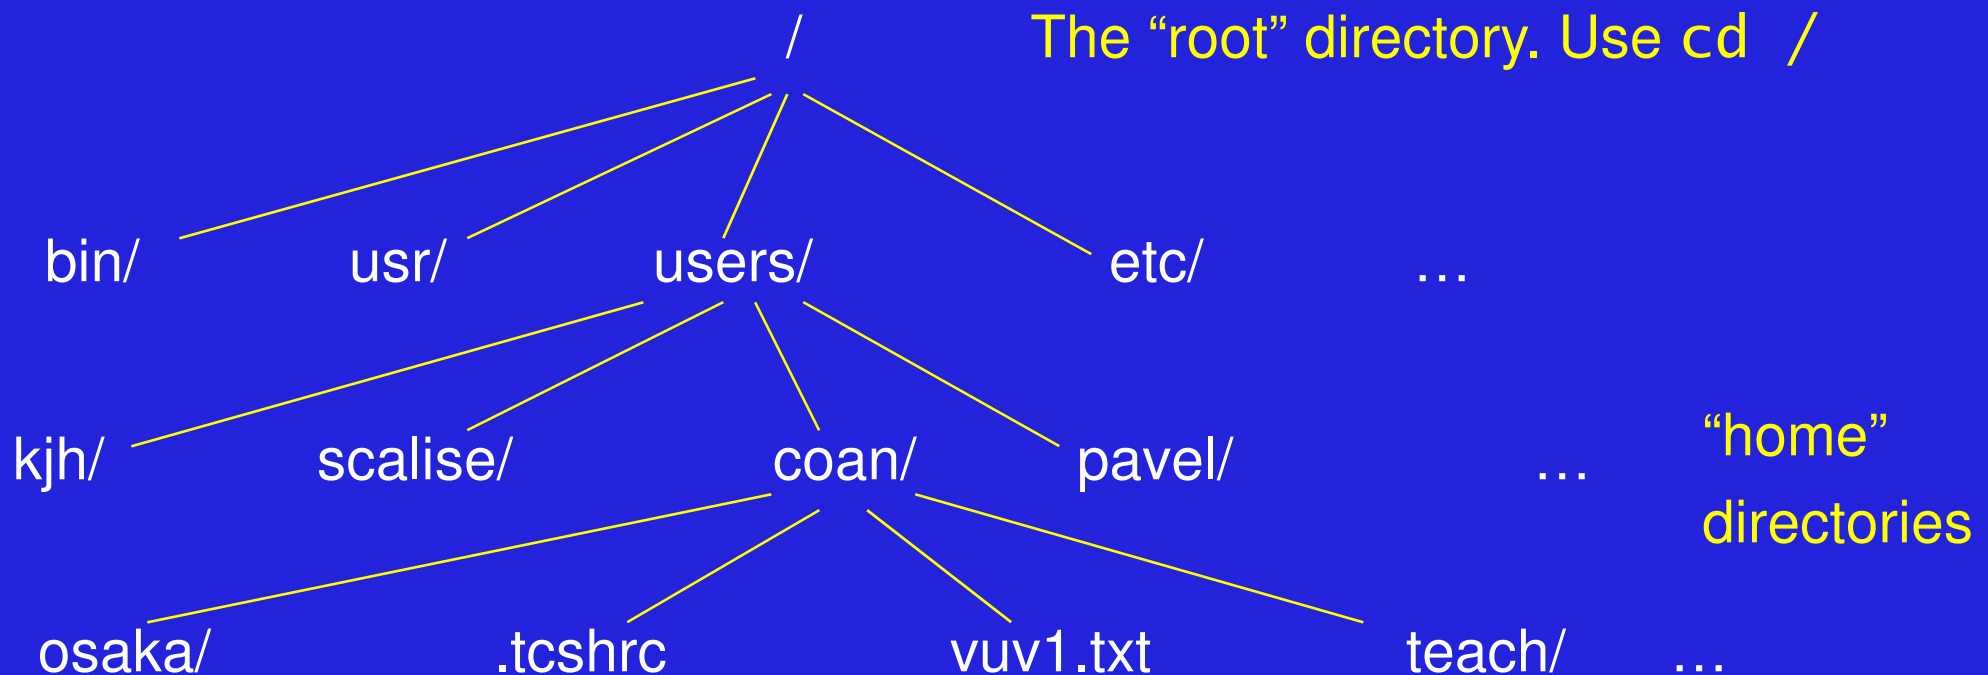 / The “root” directory. Use cd /
bin/ usr/ users/ etc/ …
“home”
kjh/ scalise/ coan/ pavel/ …
directories
osaka/ .tcshrc vuv1.txt teach/ …